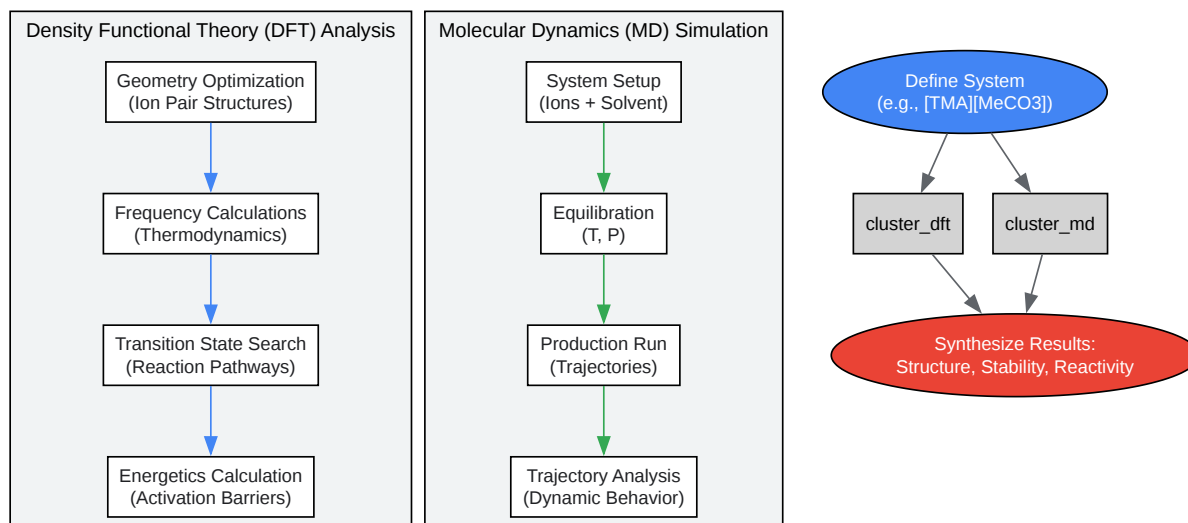 Density Functional Theory (DFT) Analysis
Geometry Optimization
(Ion Pair Structures)
Frequency Calculations
(Thermodynamics)
Transition State Search
(Reaction Pathways)
Energetics Calculation
(Activation Barriers)
Molecular Dynamics (MD) Simulation
System Setup
(Ions + Solvent)
Equilibration
(T, P)
Production Run
(Trajectories)
Trajectory Analysis
(Dynamic Behavior)
Define System
(e.g., [TMA][MeCO3])
cluster_dft
cluster_md
Synthesize Results:
Structure, Stability, Reactivity